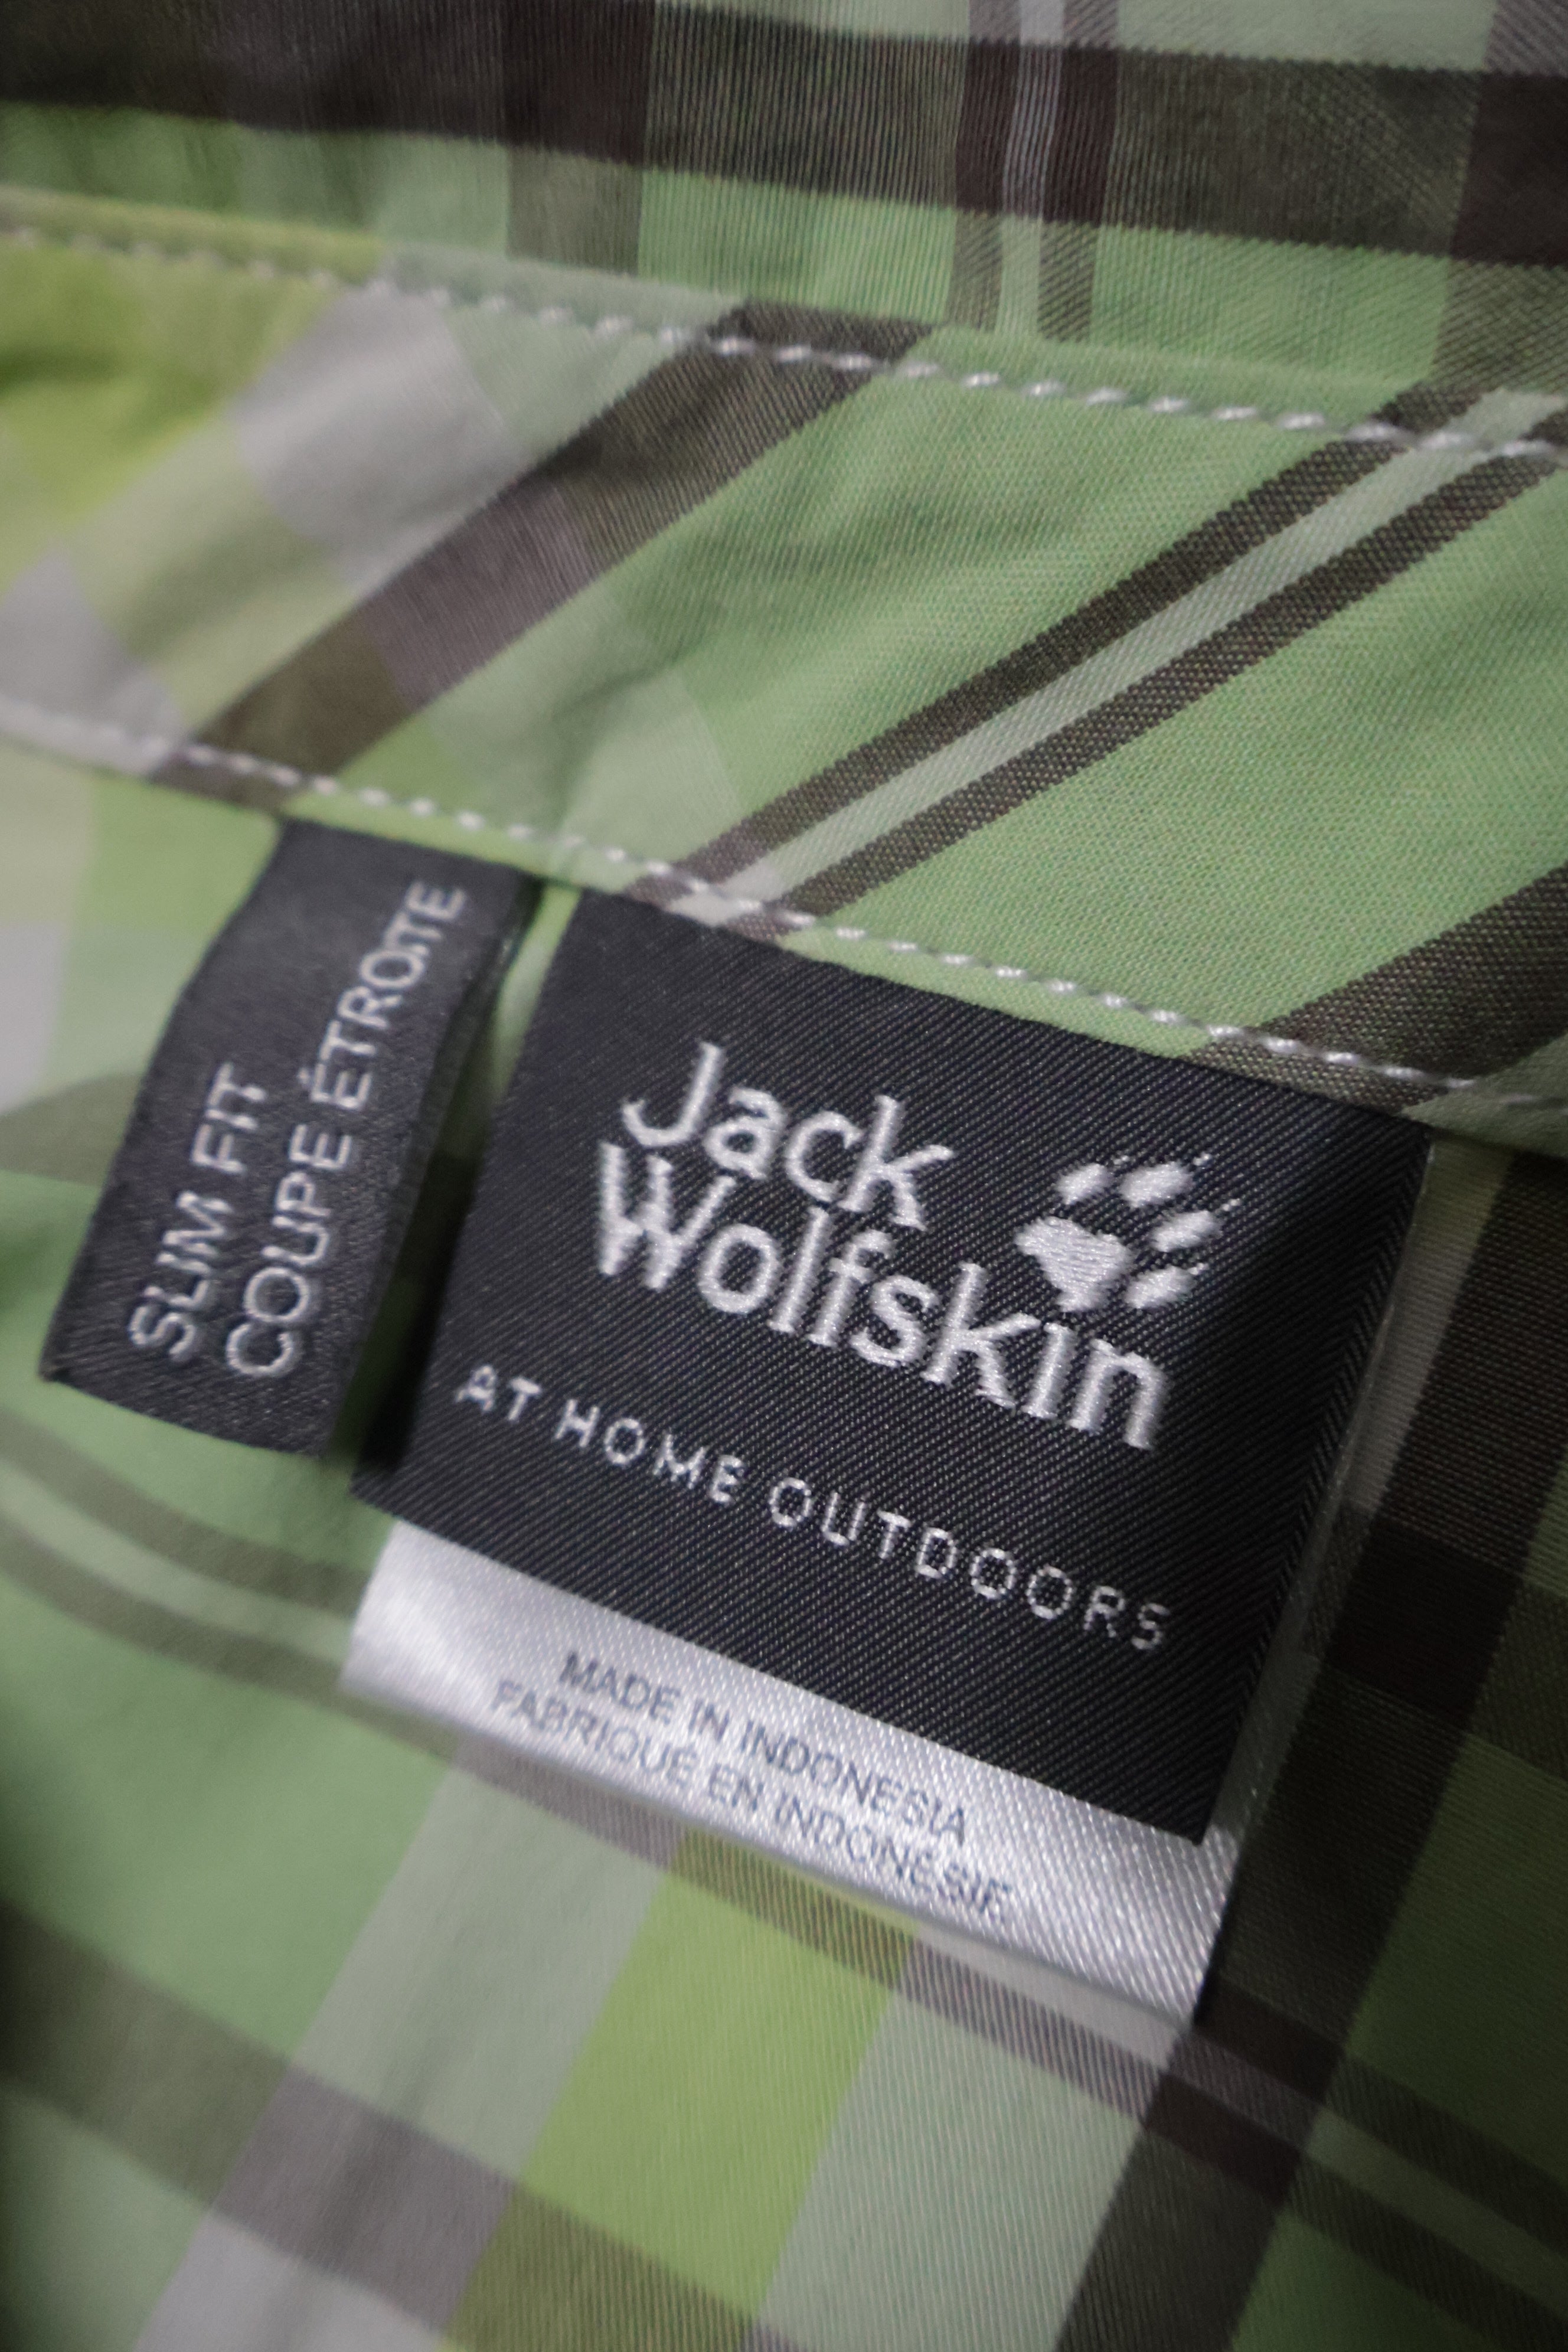 SLIM FIT
COUPE ÉTROITE
Jack
Wolfskin
AT HOME OUTDOORS
MADE IN INDONESIA
FABRIQUÉ EN INDONÉSIE